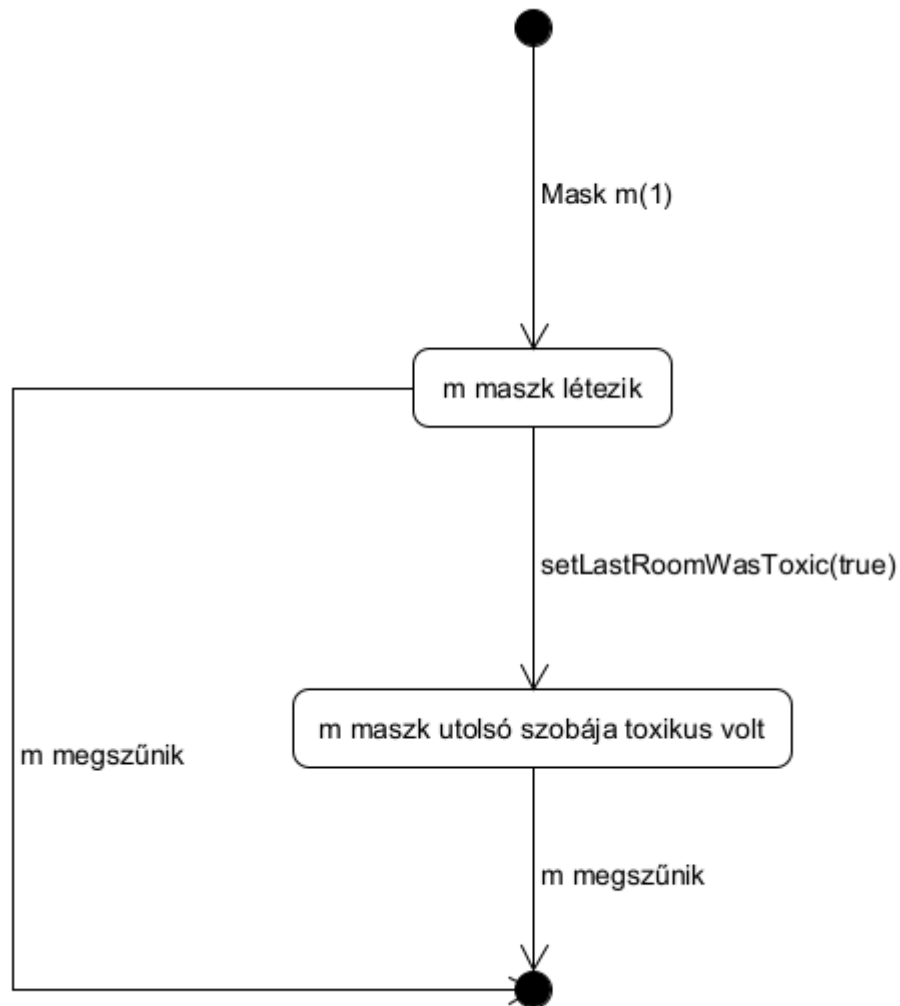 Mask m(1)
m maszk létezik
setLastRoomWasToxic(true)
m maszk utolsó szobája toxikus volt
m megszűnik
m megszűnik